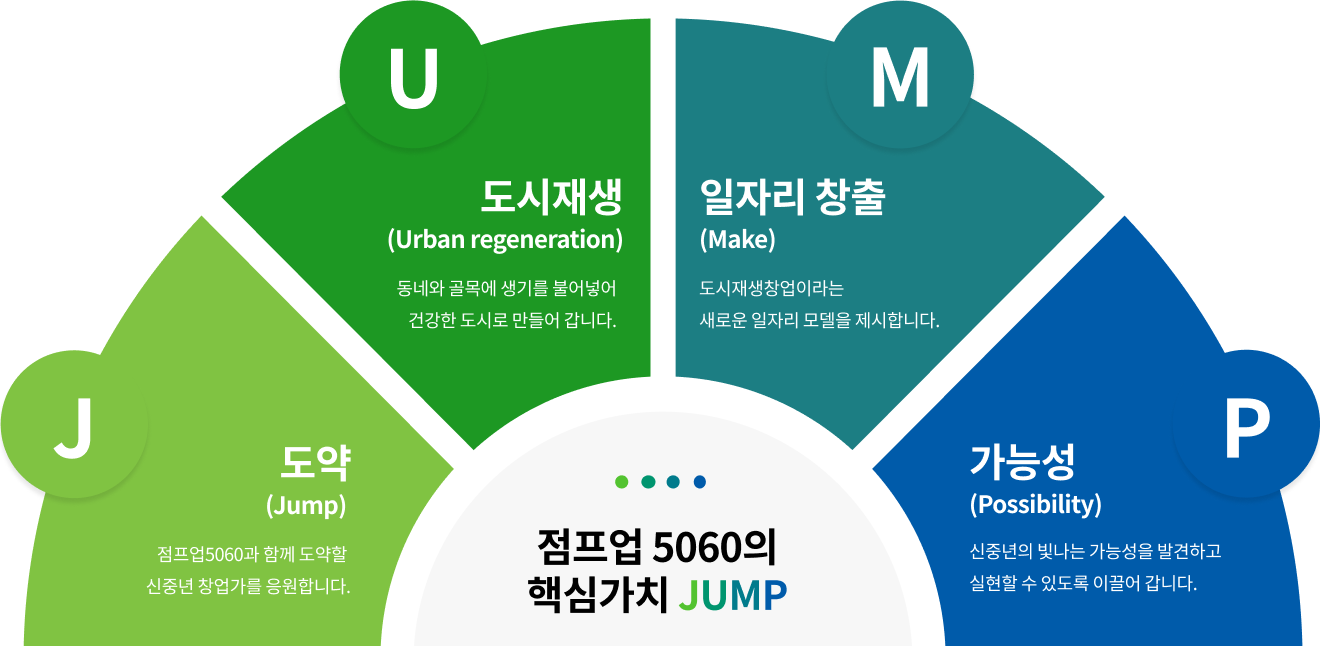 J
도약
(Jump)
점프업5060과 함께 도약할
신중년 창업가를 응원합니다.
U
도시재생
(Urban regeneration)
동네와 골목에 생기를 불어넣어
건강한 도시로 만들어 갑니다.
M
일자리 창출
(Make)
도시재생창업이라는
새로운 일자리 모델을 제시합니다.
P
가능성
(Possibility)
신중년의 빛나는 가능성을 발견하고
실현할 수 있도록 이끌어 갑니다.
점프업 5060의
핵심가치 JUMP